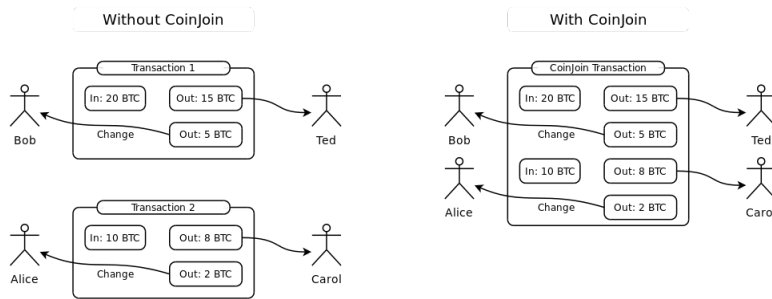 Without CoinJoin
Transaction 1
In: 20 BTC
Out: 15 BTC
Change
Out: 5 BTC
Bob
Ted
Transaction 2
In: 10 BTC
Out: 8 BTC
Change
Out: 2 BTC
Alice
Carol
With CoinJoin
CoinJoin Transaction
In: 20 BTC
Out: 15 BTC
Change
Out: 5 BTC
Bob
Ted
In: 10 BTC
Out: 8 BTC
Change
Out: 2 BTC
Alice
Caro